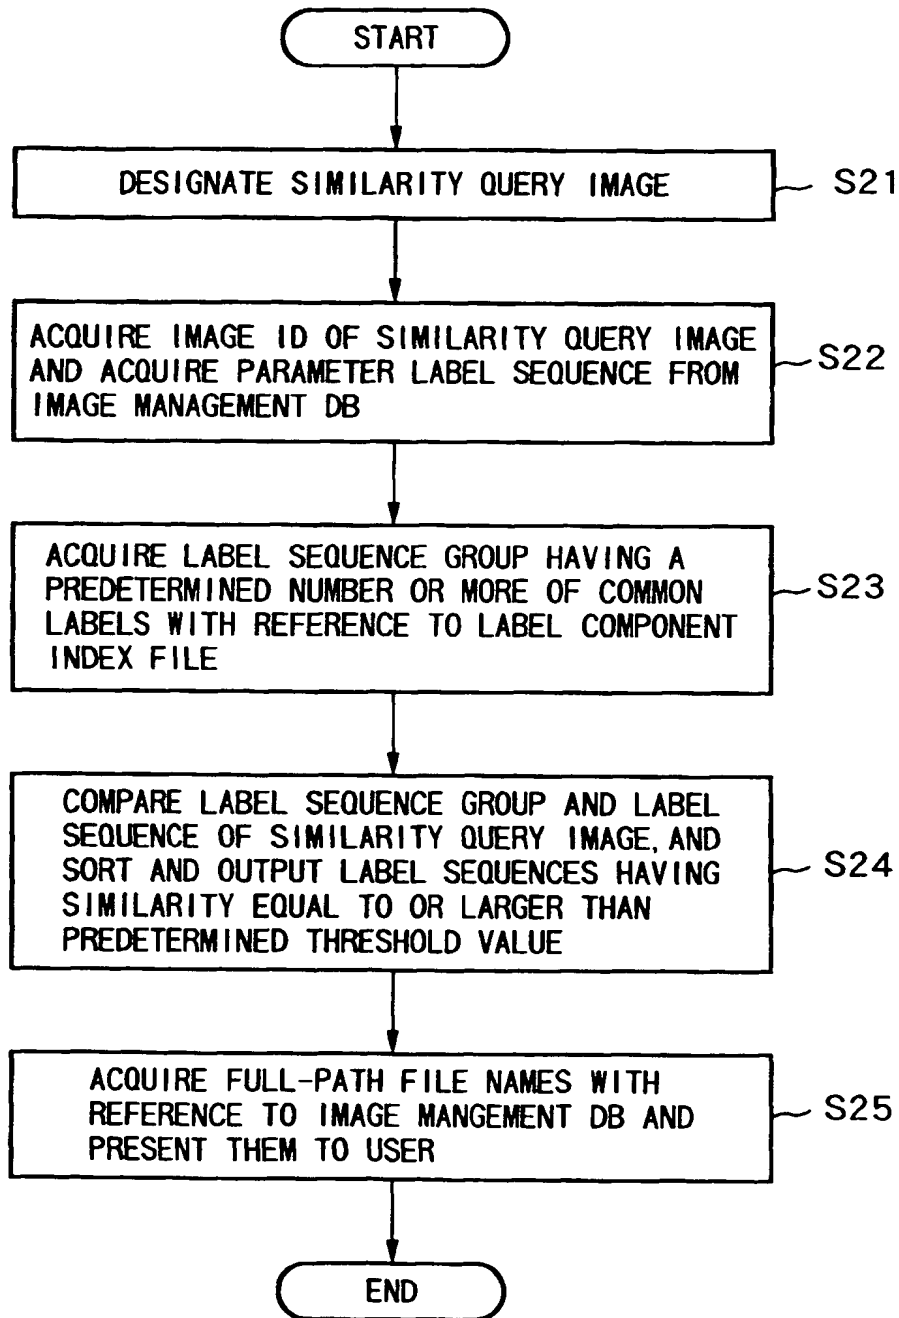 START
DESIGNATE SIMILARITY QUERY IMAGE
S21
ACQUIRE IMAGE ID OF SIMILARITY QUERY IMAGE
AND ACQUIRE PARAMETER LABEL SEQUENCE FROM
IMAGE MANAGEMENT DB
S22
ACQUIRE LABEL SEQUENCE GROUP HAVING A
PREDETERMINED NUMBER OR MORE OF COMMON
LABELS WITH REFERENCE TO LABEL COMPONENT
INDEX FILE
S23
COMPARE LABEL SEQUENCE GROUP AND LABEL
SEQUENCE OF SIMILARITY QUERY IMAGE, AND
SORT AND OUTPUT LABEL SEQUENCES HAVING
SIMILARITY EQUAL TO OR LARGER THAN
PREDETERMINED THRESHOLD VALUE
S24
ACQUIRE FULL-PATH FILE NAMES WITH
REFERENCE TO IMAGE MANGEMENT DB AND
PRESENT THEM TO USER
S25
END